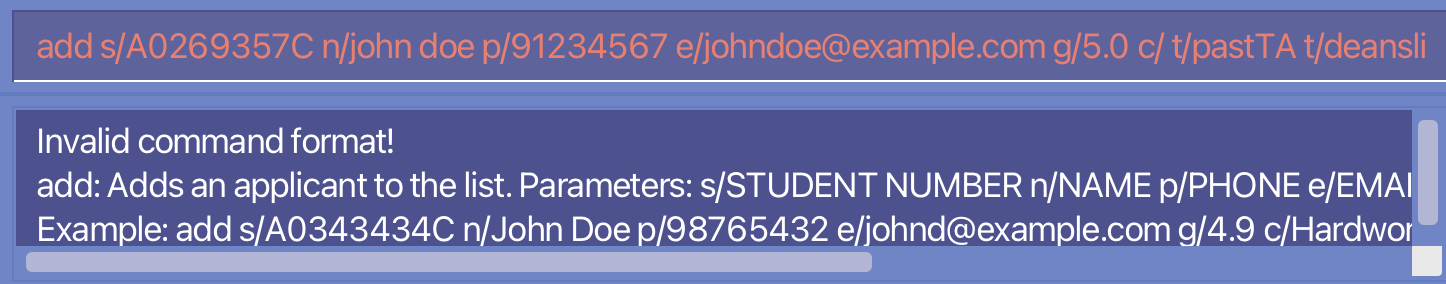 add s/A0269357C n/john doe p/91234567 e/johndoe@example.com g/5.0 c/ t/pastTA t/deansli
Invalid command format!
add: Adds an applicant to the list. Parameters: s/STUDENT NUMBER n/NAME p/PHONE e/EMAI
Example: add s/A0343434C n/John Doe p/98765432 e/johnd@example.com g/4.9 c/Hardwor